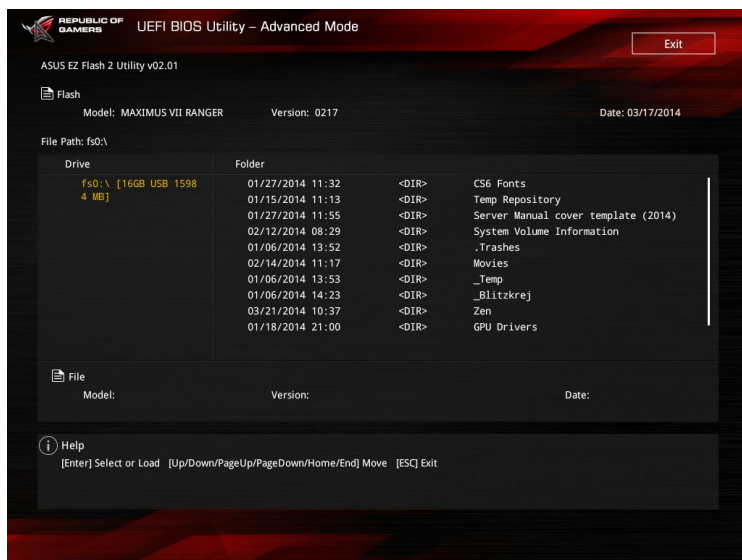 REPUBLIC OF
GAMERS
UEFI BIOS Utility – Advanced Mode
Exit
ASUS EZ Flash 2 Utility v02.01
Flash
Model: MAXIMUS VII RANGER Version: 0217 Date: 03/17/2014
File Path: fs0:\
Drive Folder
fs0:\ [16GB USB 1598 01/27/2014 11:32 <DIR> CS6 Fonts
4 MB] 01/15/2014 11:13 <DIR> Temp Repository
01/27/2014 11:55 <DIR> Server Manual cover template (2014)
02/12/2014 08:29 <DIR> System Volume Information
01/06/2014 13:52 <DIR> .Trashes
02/14/2014 11:17 <DIR> Movies
01/06/2014 13:53 <DIR> _Temp
01/06/2014 14:23 <DIR> _Blitzkrej
03/21/2014 10:37 <DIR> Zen
01/18/2014 21:00 <DIR> GPU Drivers
File
Model: Version: Date:
i Help
[Enter] Select or Load [Up/Down/PageUp/PageDown/Home/End] Move [ESC] Exit